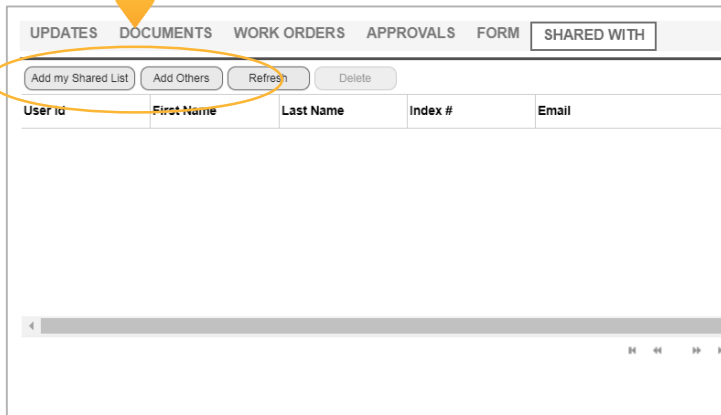 UPDATES DOCUMENTS WORK ORDERS APPROVALS FORM SHARED WITH
Add my Shared List Add Others Refresh Delete
User Id First Name Last Name Index # Email